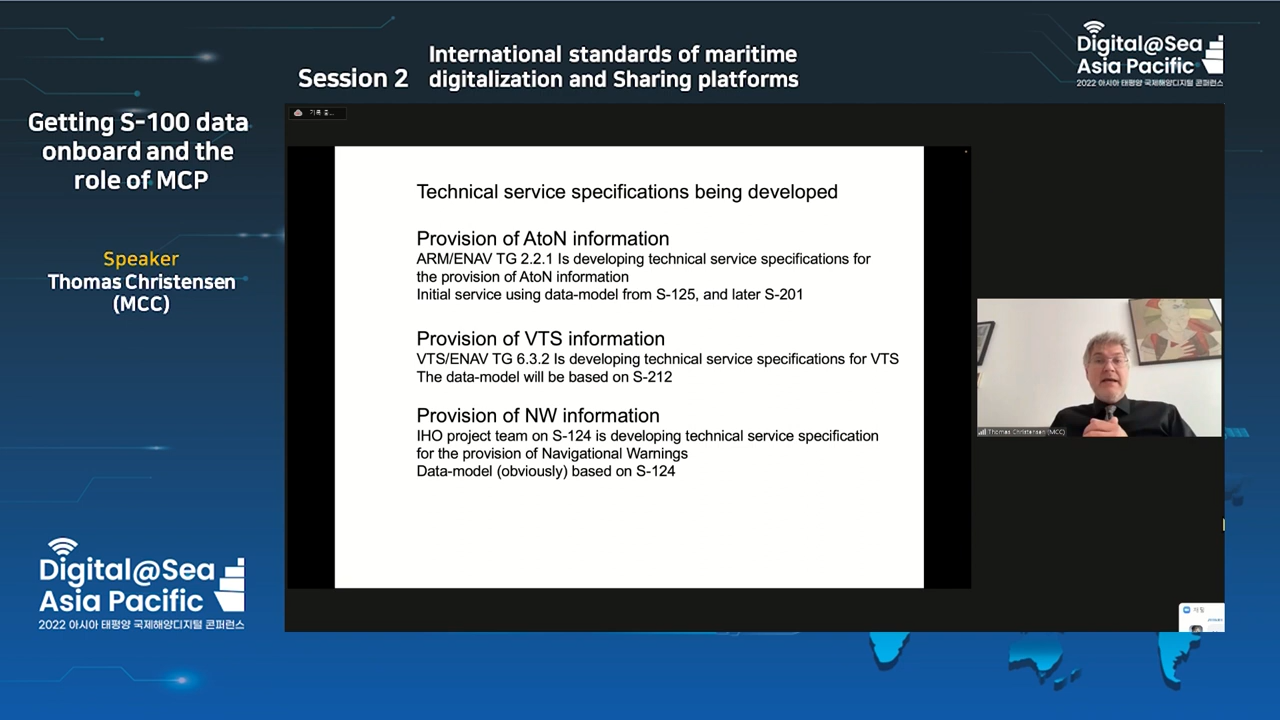 Session 2
International standards of maritime
digitalization and Sharing platforms
Digital@Sea
Asia Pacific
2022 아시아 태평양 국제해양디지털 콘퍼런스
Getting S-100 data
onboard and the
role of MCP
Speaker
Thomas Christensen
(MCC)
기록 중...
Technical service specifications being developed
Provision of AtoN information
ARM/ENAV TG 2.2.1 Is developing technical service specifications for
the provision of AtoN information
Initial service using data-model from S-125, and later S-201
Provision of VTS information
VTS/ENAV TG 6.3.2 Is developing technical service specifications for VTS
The data-model will be based on S-212
Provision of NW information
IHO project team on S-124 is developing technical service specification
for the provision of Navigational Warnings
Data-model (obviously) based on S-124
Thomas Christensen (MCC)
Digital@Sea
Asia Pacific
2022 아시아 태평양 국제해양디지털 콘퍼런스